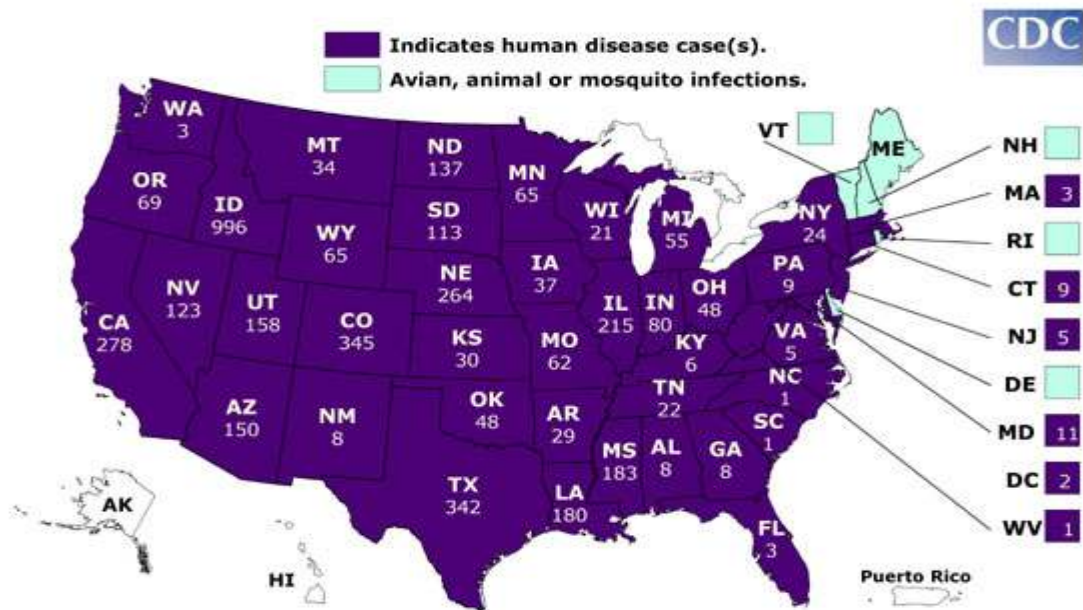 CDC
Indicates human disease case(s).
Avian, animal or mosquito infections.
WA
3
MT
34
ND
137
MN
65
VT
ME
NH
OR
69
ID
996
WY
65
SD
113
WI
21
MI
55
NY
24
MA 3
RI
NV
123
UT
158
CO
345
NE
264
IA
37
IL
215
IN
80
OH
48
PA
9
CT 9
CA
278
KS
30
MO
62
KY
6
VA
5
NJ 5
AZ
150
NM
8
OK
48
AR
29
TN
22
NC
1
DE
SC
1
MD 11
TX
342
LA
180
MS
183
AL
8
GA
8
DC 2
AK
HI
FL
3
WV 1
Puerto Rico